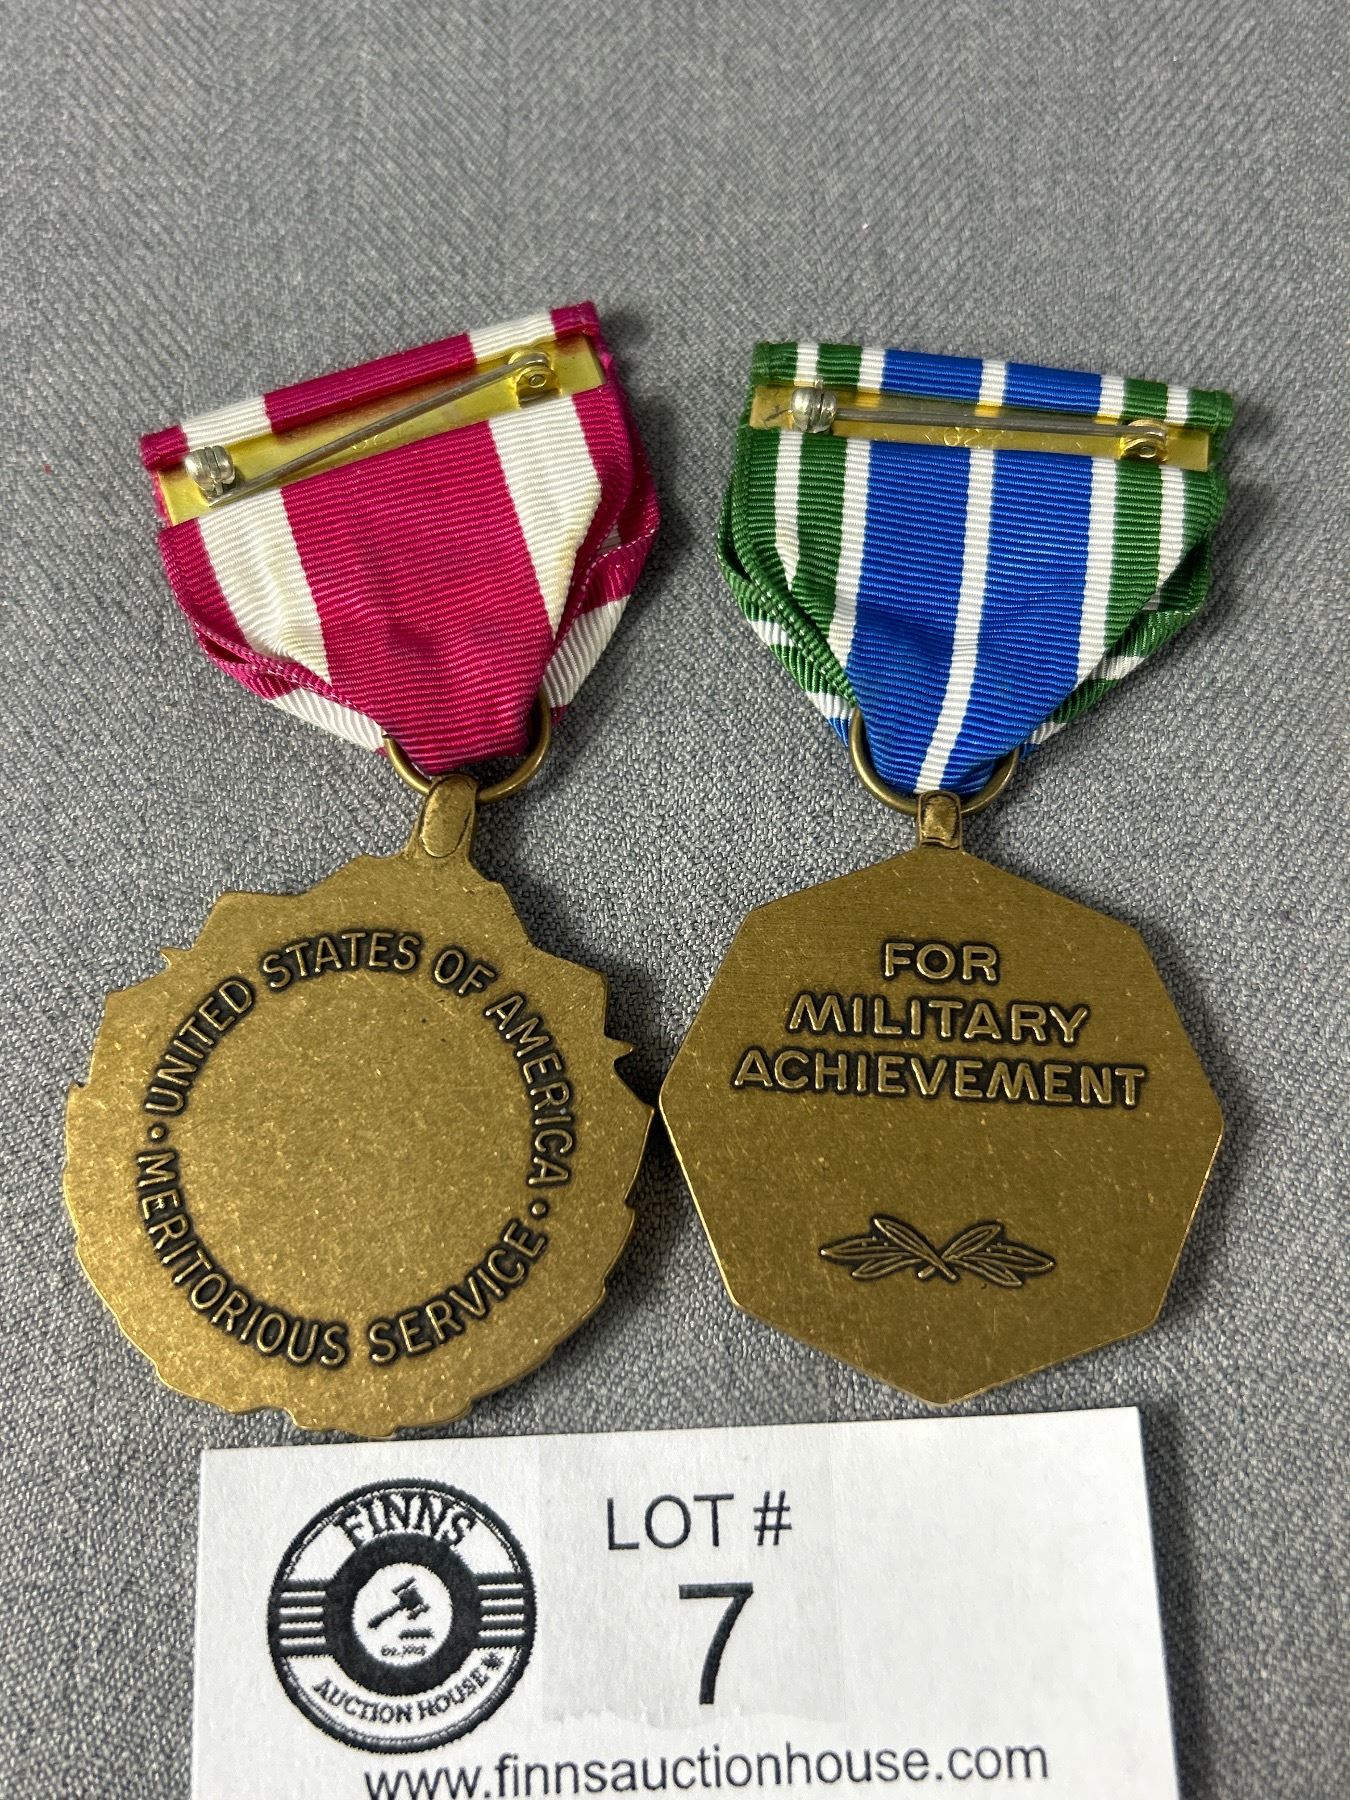 UNITED STATES OF AMERICA
• MERITORIOUS SERVICE •
FOR
MILITARY
ACHIEVEMENT
FINNS
AUCTION HOUSE
LOT #
7
www.finnsauctionhouse.com